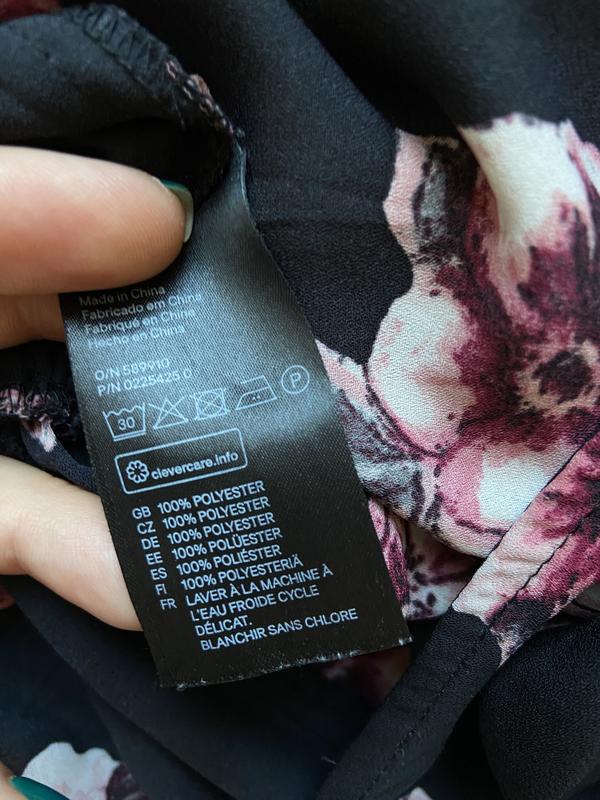 Made in China
Fabricado em China
Fabriqué en Chine
Hecho en China
O/N 589910
P/N 0225425 0
30 P
clevercare.info
GB 100% POLYESTER
CZ 100% POLYESTER
DE 100% POLYESTER
EE 100% POLÜESTER
ES 100% POLIÉSTER
FI 100% POLYESTERIÄ
FR LAVER À LA MACHINE À
L'EAU FROIDE CYCLE
DÉLICAT.
BLANCHIR SANS CHLORE